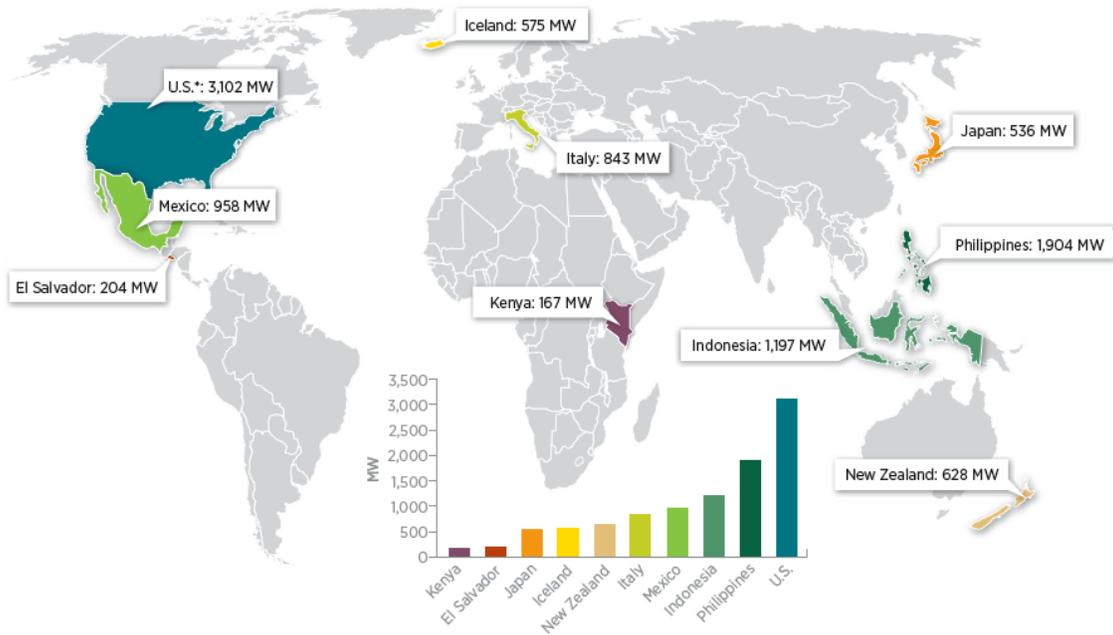 Iceland: 575 MW
U.S.*: 3,102 MW
Japan: 536 MW
Italy: 843 MW
Mexico: 958 MW
Philippines: 1,904 MW
El Salvador: 204 MW
Kenya: 167 MW
Indonesia: 1,197 MW
New Zealand: 628 MW
MW
3,500
3,000
2,500
2,000
1,500
1,000
500
0
Kenya
El Salvador
Japan
Iceland
New Zealand
Italy
Mexico
Indonesia
Philippines
U.S.